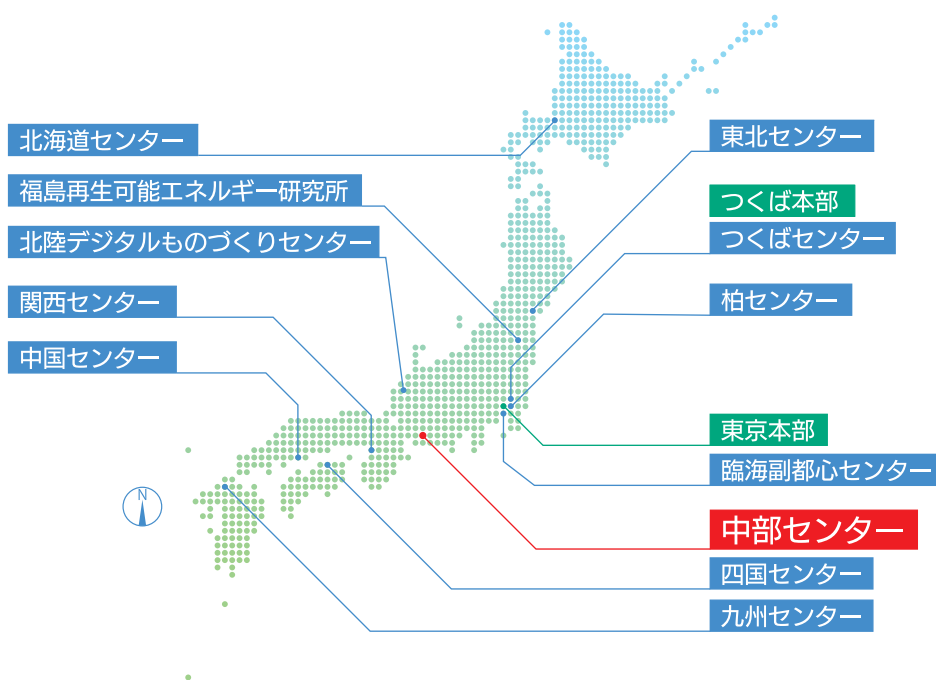 北海道センター
福島再生可能エネルギー研究所
北陸デジタルものづくりセンター
関西センター
中国センター
N
東北センター
つくば本部
つくばセンター
柏センター
東京本部
臨海副都心センター
中部センター
四国センター
九州センター